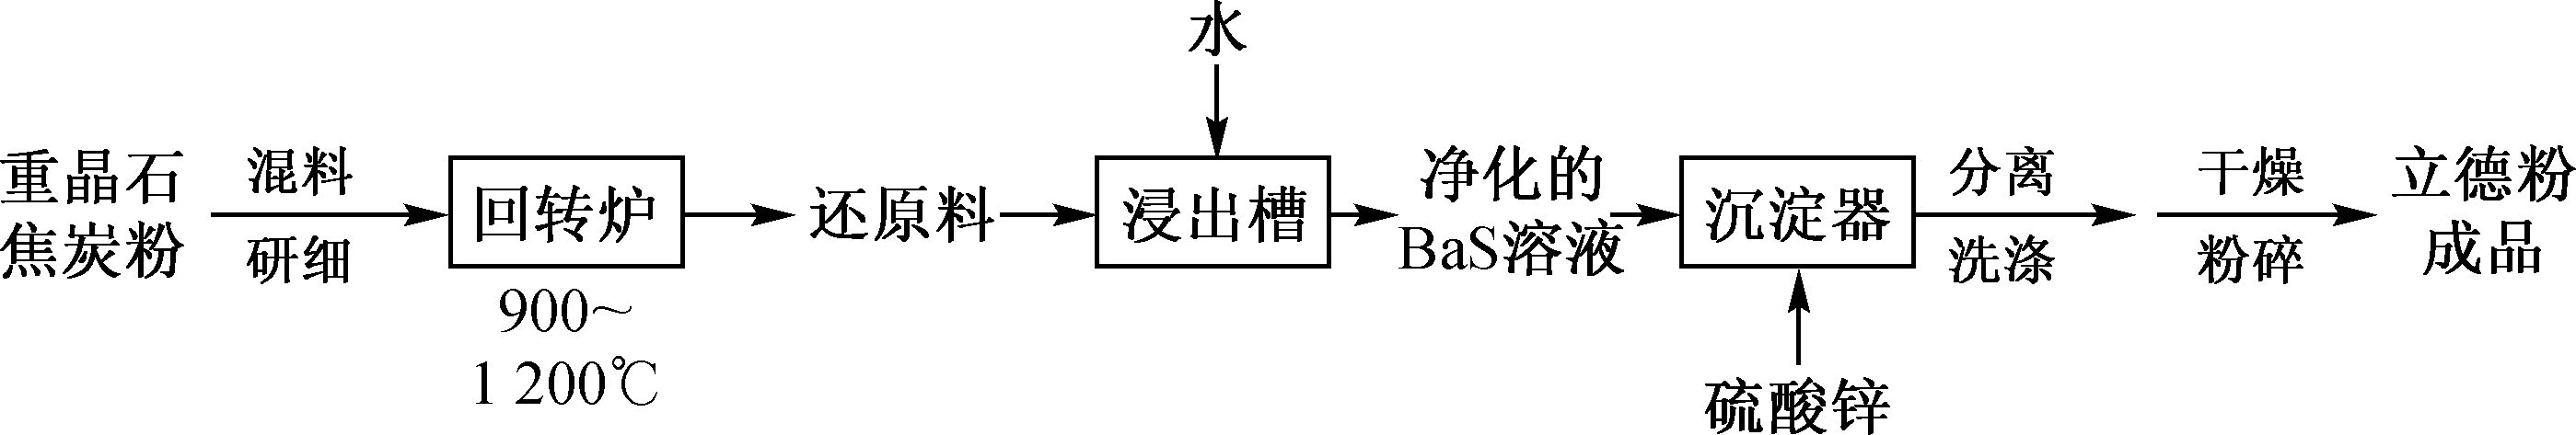 水
重晶石
焦炭粉
混料
研细
回转炉
900～
1 200℃
还原料
浸出槽
净化的
BaS溶液
沉淀器
硫酸锌
分离
洗涤
干燥
粉碎
立德粉
成品